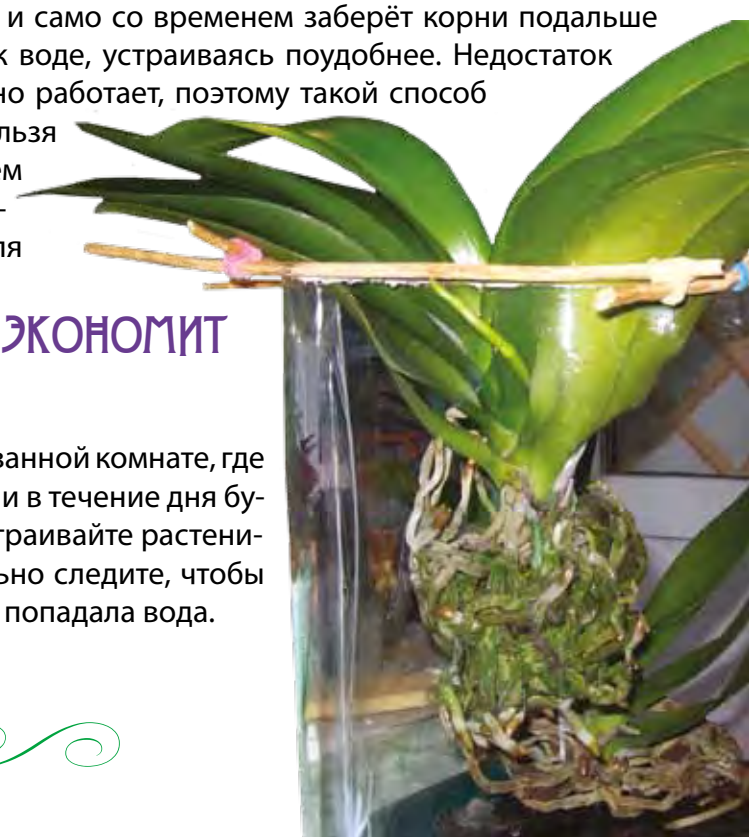 и само со временем заберёт корни подальше
к воде, устраиваясь поудобнее. Недостаток
но работает, поэтому такой способ
льзя
ем
-
ля
ЭКОНОМИТ
ванной комнате, где
и в течение дня бу-
траивайте растени-
ьно следите, чтобы
попадала вода.